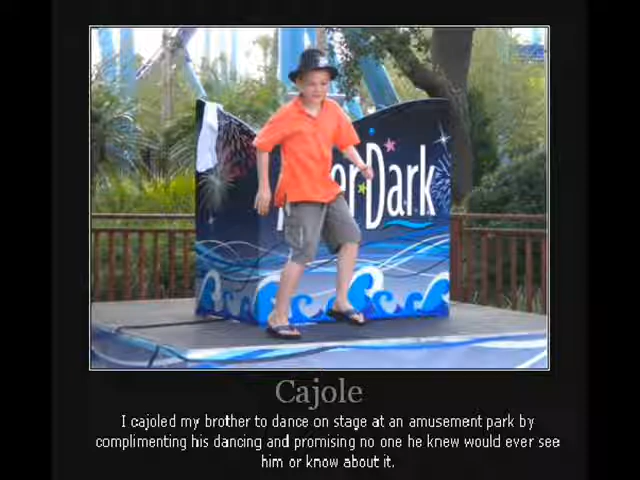 Dark
Cajole
I cajoled my brother to dance on stage at an amusement park by
complimenting his dancing and promising no one he knew would ever see
him or know about it.